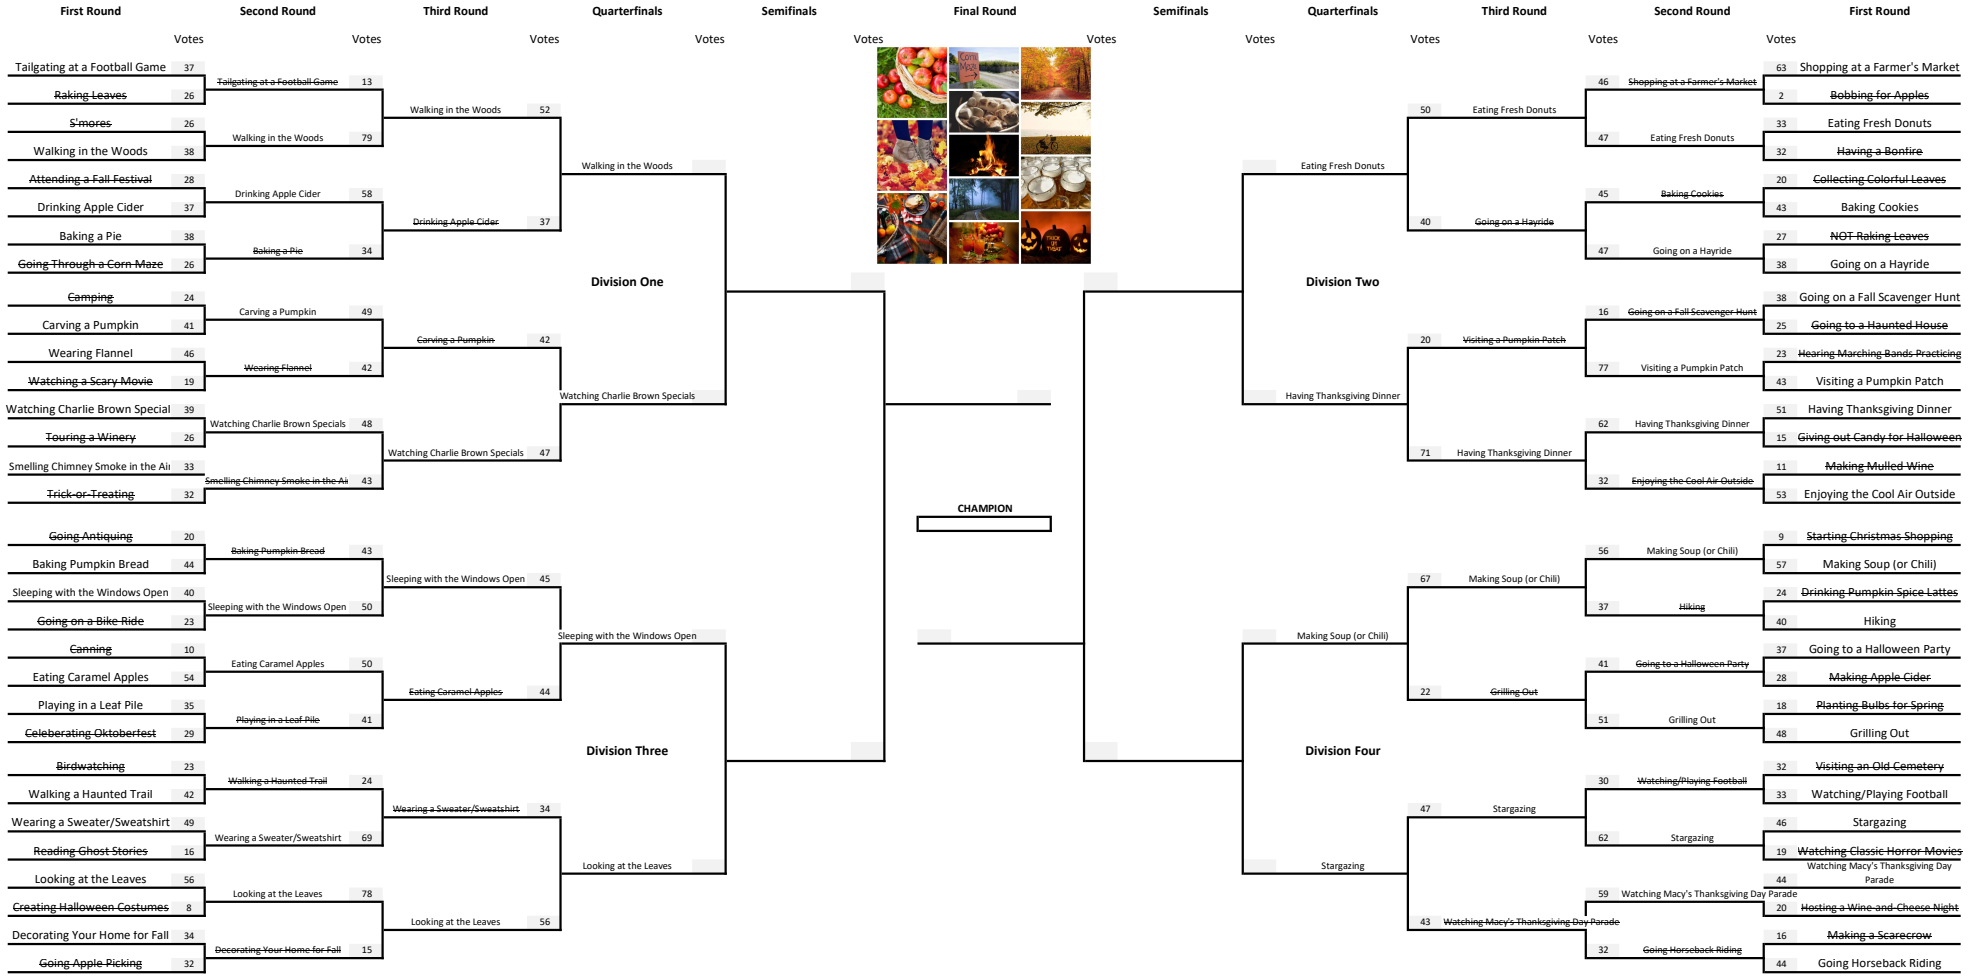 First Round Second Round Third Round Quarterfinals Semifinals Final Round Semifinals Quarterfinals Third Round Second Round First Round
Votes Votes Votes Votes Votes Votes Votes Votes Votes
Tailgating at a Football Game 37
Tailgating at a Football Game 13
Raking Leaves 26
Walking in the Woods 52
S'mores 26
Walking in the Woods 79
Walking in the Woods 38
Walking in the Woods
Attending a Fall Festival 28
Drinking Apple Cider 58
Drinking Apple Cider 37
Drinking Apple Cider 37
Baking a Pie 38
Baking a Pie 34
Going Through a Corn Maze 26
Division One
Camping 24
Carving a Pumpkin 49
Carving a Pumpkin 41
Carving a Pumpkin 42
Wearing Flannel 46
Wearing Flannel 42
Watching a Scary Movie 19
Watching Charlie Brown Specials
Watching Charlie Brown Special 39
Watching Charlie Brown Specials 48
Touring a Winery 26
Watching Charlie Brown Specials 47
Smelling Chimney Smoke in the Air 33
Smelling Chimney Smoke in the Ai 43
Trick-or-Treating 32
Going Antiquing 20
Baking Pumpkin Bread 43
Baking Pumpkin Bread 44
Sleeping with the Windows Open 45
Sleeping with the Windows Open 40
Sleeping with the Windows Open 50
Going on a Bike Ride 23
Sleeping with the Windows Open
Canning 10
Eating Caramel Apples 50
Eating Caramel Apples 54
Eating Caramel Apples 44
Playing in a Leaf Pile 35
Playing in a Leaf Pile 41
Celeberating Oktoberfest 29
Division Three
Birdwatching 23
Walking a Haunted Trail 24
Walking a Haunted Trail 42
Wearing a Sweater/Sweatshirt 34
Wearing a Sweater/Sweatshirt 49
Wearing a Sweater/Sweatshirt 69
Reading Ghost Stories 16
Looking at the Leaves
Looking at the Leaves 56
Looking at the Leaves 78
Creating Halloween Costumes 8
Looking at the Leaves 56
Decorating Your Home for Fall 34
Decorating Your Home for Fall 15
Going Apple Picking 32
Corn
Maze
TRICK
OR
TREAT
CHAMPION
63 Shopping at a Farmer's Market
46 Shopping at a Farmer's Market
2 Bobbing for Apples
50 Eating Fresh Donuts
33 Eating Fresh Donuts
47 Eating Fresh Donuts
32 Having a Bonfire
Eating Fresh Donuts
20 Collecting Colorful Leaves
45 Baking Cookies
43 Baking Cookies
40 Going on a Hayride
27 NOT Raking Leaves
47 Going on a Hayride
38 Going on a Hayride
Division Two
38 Going on a Fall Scavenger Hunt
16 Going on a Fall Scavenger Hunt
25 Going to a Haunted House
20 Visiting a Pumpkin Patch
23 Hearing Marching Bands Practicing
77 Visiting a Pumpkin Patch
43 Visiting a Pumpkin Patch
Having Thanksgiving Dinner
51 Having Thanksgiving Dinner
62 Having Thanksgiving Dinner
15 Giving out Candy for Halloween
71 Having Thanksgiving Dinner
11 Making Mulled Wine
32 Enjoying the Cool Air Outside
53 Enjoying the Cool Air Outside
9 Starting Christmas Shopping
56 Making Soup (or Chili)
57 Making Soup (or Chili)
67 Making Soup (or Chili)
24 Drinking Pumpkin Spice Lattes
37 Hiking
40 Hiking
Making Soup (or Chili)
37 Going to a Halloween Party
41 Going to a Halloween Party
28 Making Apple Cider
22 Grilling Out
18 Planting Bulbs for Spring
51 Grilling Out
48 Grilling Out
Division Four
32 Visiting an Old Cemetery
30 Watching/Playing Football
33 Watching/Playing Football
47 Stargazing
46 Stargazing
62 Stargazing
19 Watching Classic Horror Movies
Stargazing
Watching Macy's Thanksgiving Day
44 Parade
59 Watching Macy's Thanksgiving Day Parade
20 Hosting a Wine-and-Cheese Night
43 Watching Macy's Thanksgiving Day Parade
16 Making a Scarecrow
32 Going Horseback Riding
44 Going Horseback Riding